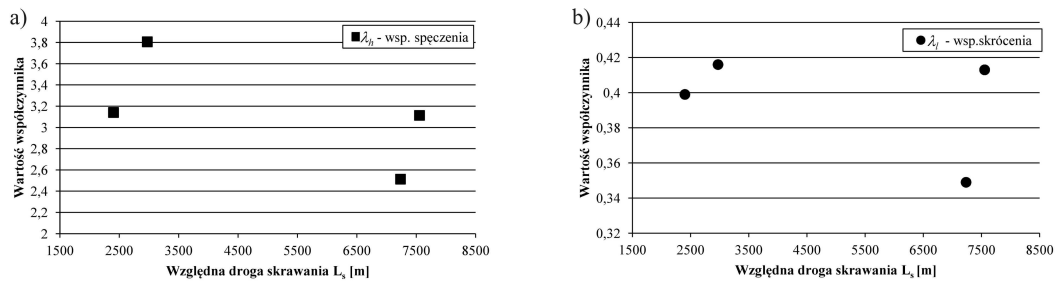 a)
4
3,8
3,6
3,4
3,2
3
2,8
2,6
2,4
2,2
2
Wartość współczynnika
λh - wsp. spęczenia
1500 2500 3500 4500 5500 6500 7500 8500
Względna droga skrawania Ls [m]
b)
0,44
0,42
0,4
0,38
0,36
0,34
0,32
Wartość współczynnika
λl - wsp.skrócenia
1500 2500 3500 4500 5500 6500 7500 8500
Względna droga skrawania Ls [m]